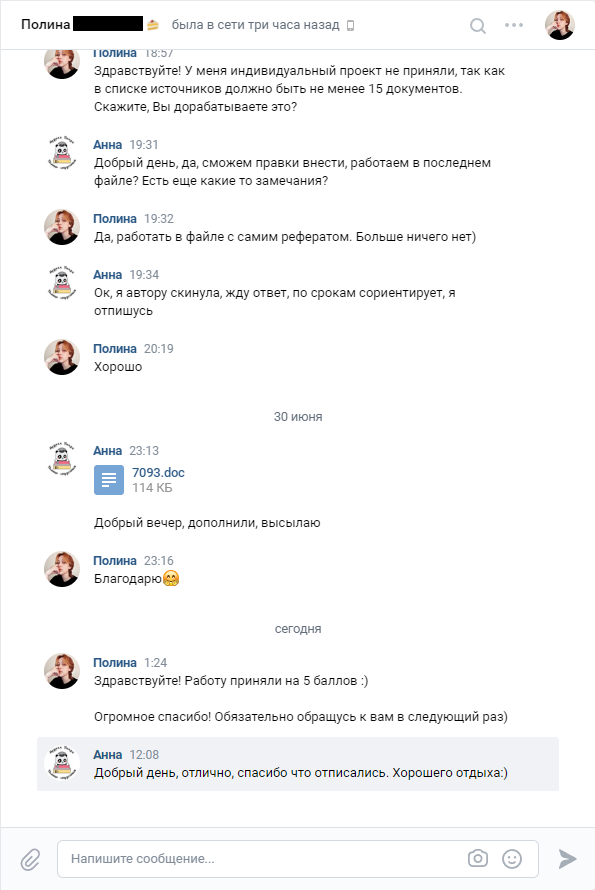 Полина
была в сети три часа назад
Полина 18:57
Здравствуйте! У меня индивидуальный проект не приняли, так как
в списке источников должно быть не менее 15 документов.
Скажите, Вы дорабатываете это?
Анна 19:31
Добрый день, да, сможем правки внести, работаем в последнем
файле? Есть еще какие то замечания?
Полина 19:32
Да, работать в файле с самим рефератом. Больше ничего нет)
Анна 19:34
Ок, я автору скинула, жду ответ, по срокам сориентирует, я
отпишусь
Полина 20:19
Хорошо
30 июня
Анна 23:13
7093.doc
114 КБ
Добрый вечер, дополнили, высылаю
Полина 23:16
Благодарю🤗
сегодня
Полина 1:24
Здравствуйте! Работу приняли на 5 баллов :)
Огромное спасибо! Обязательно обращусь к вам в следующий раз)
Анна 12:08
Добрый день, отлично, спасибо что отписались. Хорошего отдыха:)
Напишите сообщение...